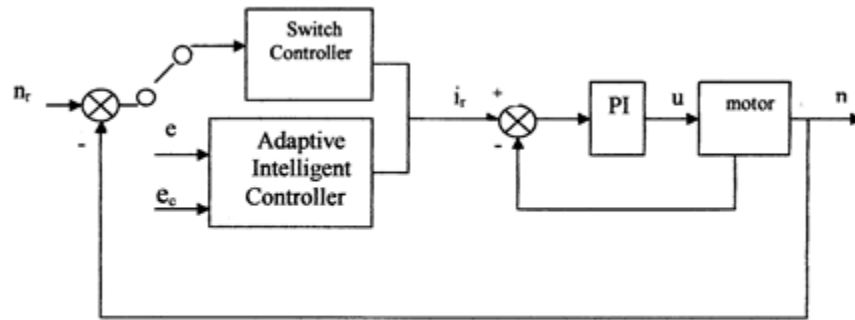 Switch
Controller
n_r
-
e
e_c
Adaptive
Intelligent
Controller
i_r
+
-
PI
u
motor
n